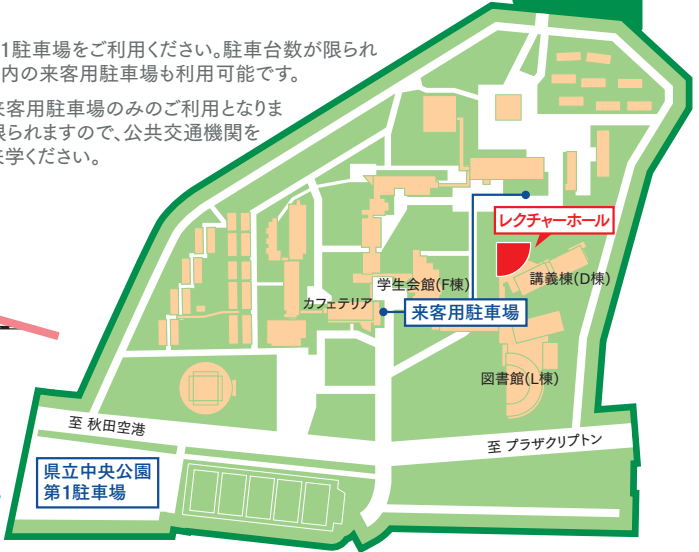 1駐車場をご利用ください。駐車台数が限られ
内の来客用駐車場も利用可能です。
来客用駐車場のみのご利用となりま
限られますので、公共交通機関を
来学ください。
レクチャーホール
講義棟(D棟)
学生会館(F棟)
カフェテリア
来客用駐車場
図書館(L棟)
至 秋田空港
至 プラザクリプトン
県立中央公園
第1駐車場